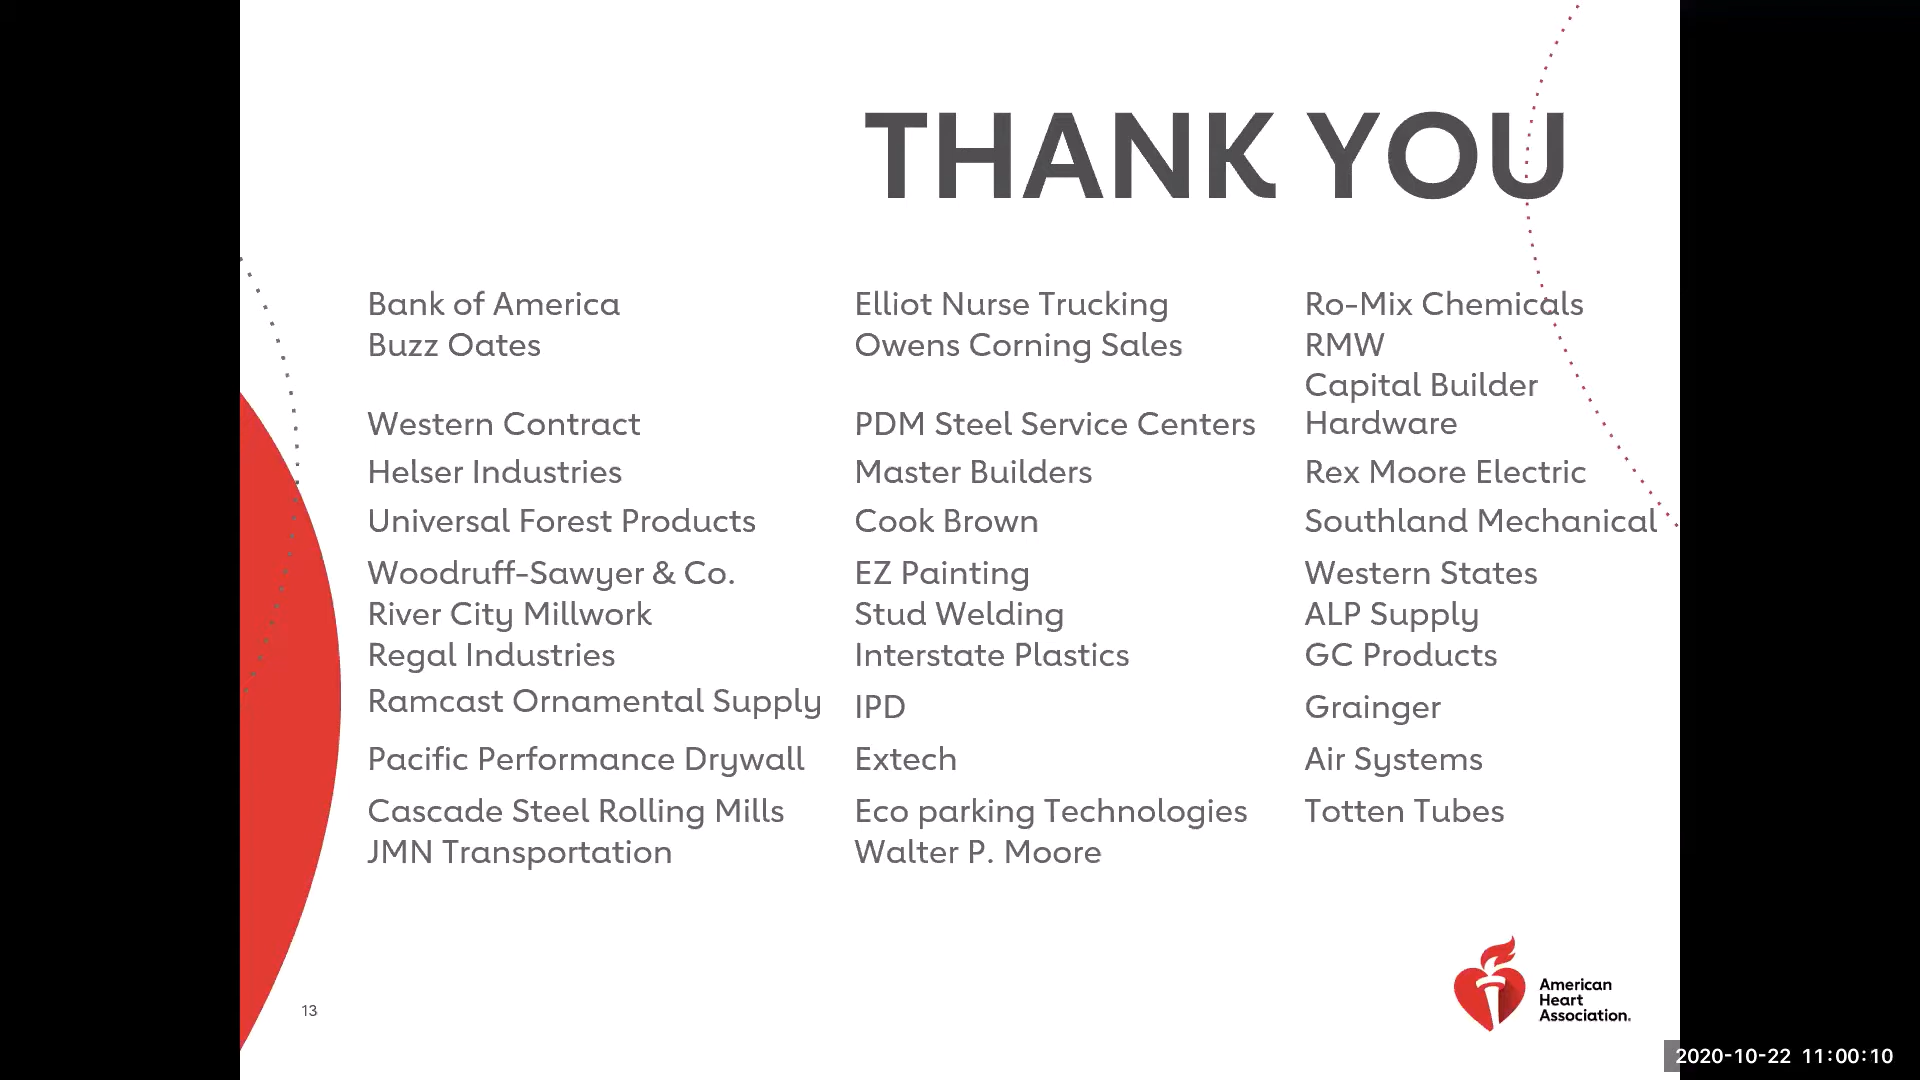 THANK YOU
Bank of America
Buzz Oates
Western Contract
Helser Industries
Universal Forest Products
Woodruff-Sawyer & Co.
River City Millwork
Regal Industries
Ramcast Ornamental Supply
Pacific Performance Drywall
Cascade Steel Rolling Mills
JMN Transportation
Elliot Nurse Trucking
Owens Corning Sales
PDM Steel Service Centers
Master Builders
Cook Brown
EZ Painting
Stud Welding
Interstate Plastics
IPD
Extech
Eco parking Technologies
Walter P. Moore
Ro-Mix Chemicals
RMW
Capital Builder
Hardware
Rex Moore Electric
Southland Mechanical
Western States
ALP Supply
GC Products
Grainger
Air Systems
Totten Tubes
13
American
Heart
Association.
2020-10-22 11:00:10